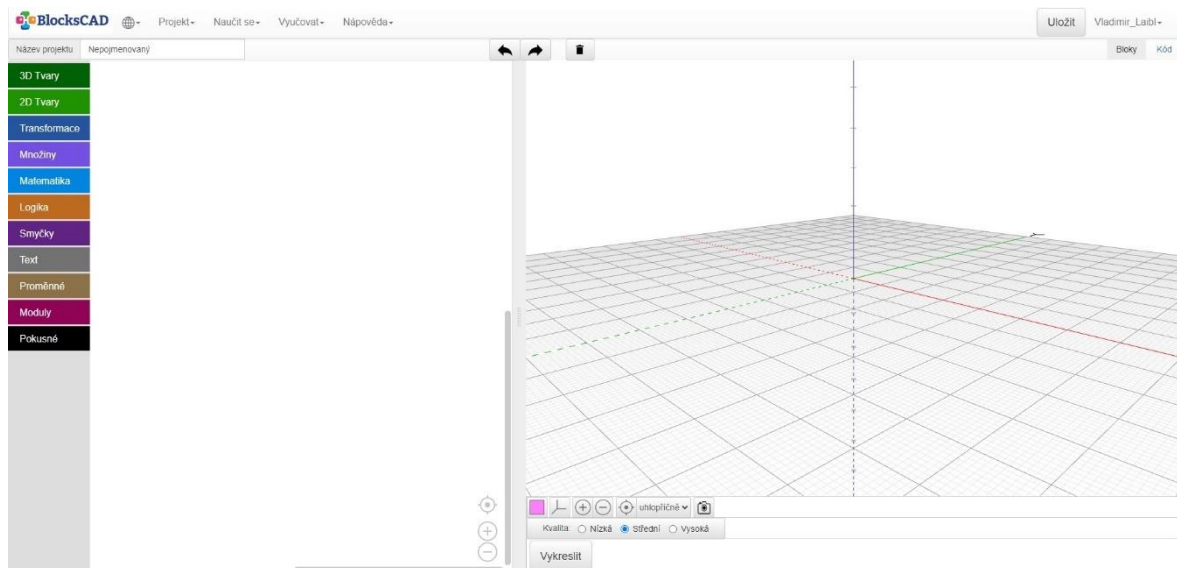 BlocksCAD Projekt Naučit se Vyučovat Nápověda Uložit Vladimir_Laibl
Název projektu Nepojmenovaný Bloky Kód
3D Tvary
2D Tvary
Transformace
Množiny
Matematika
Logika
Smyčky
Text
Proměnné
Moduly
Pokusné
uhlopříčně
Kvalita: Nízká Střední Vysoká
Vykreslit